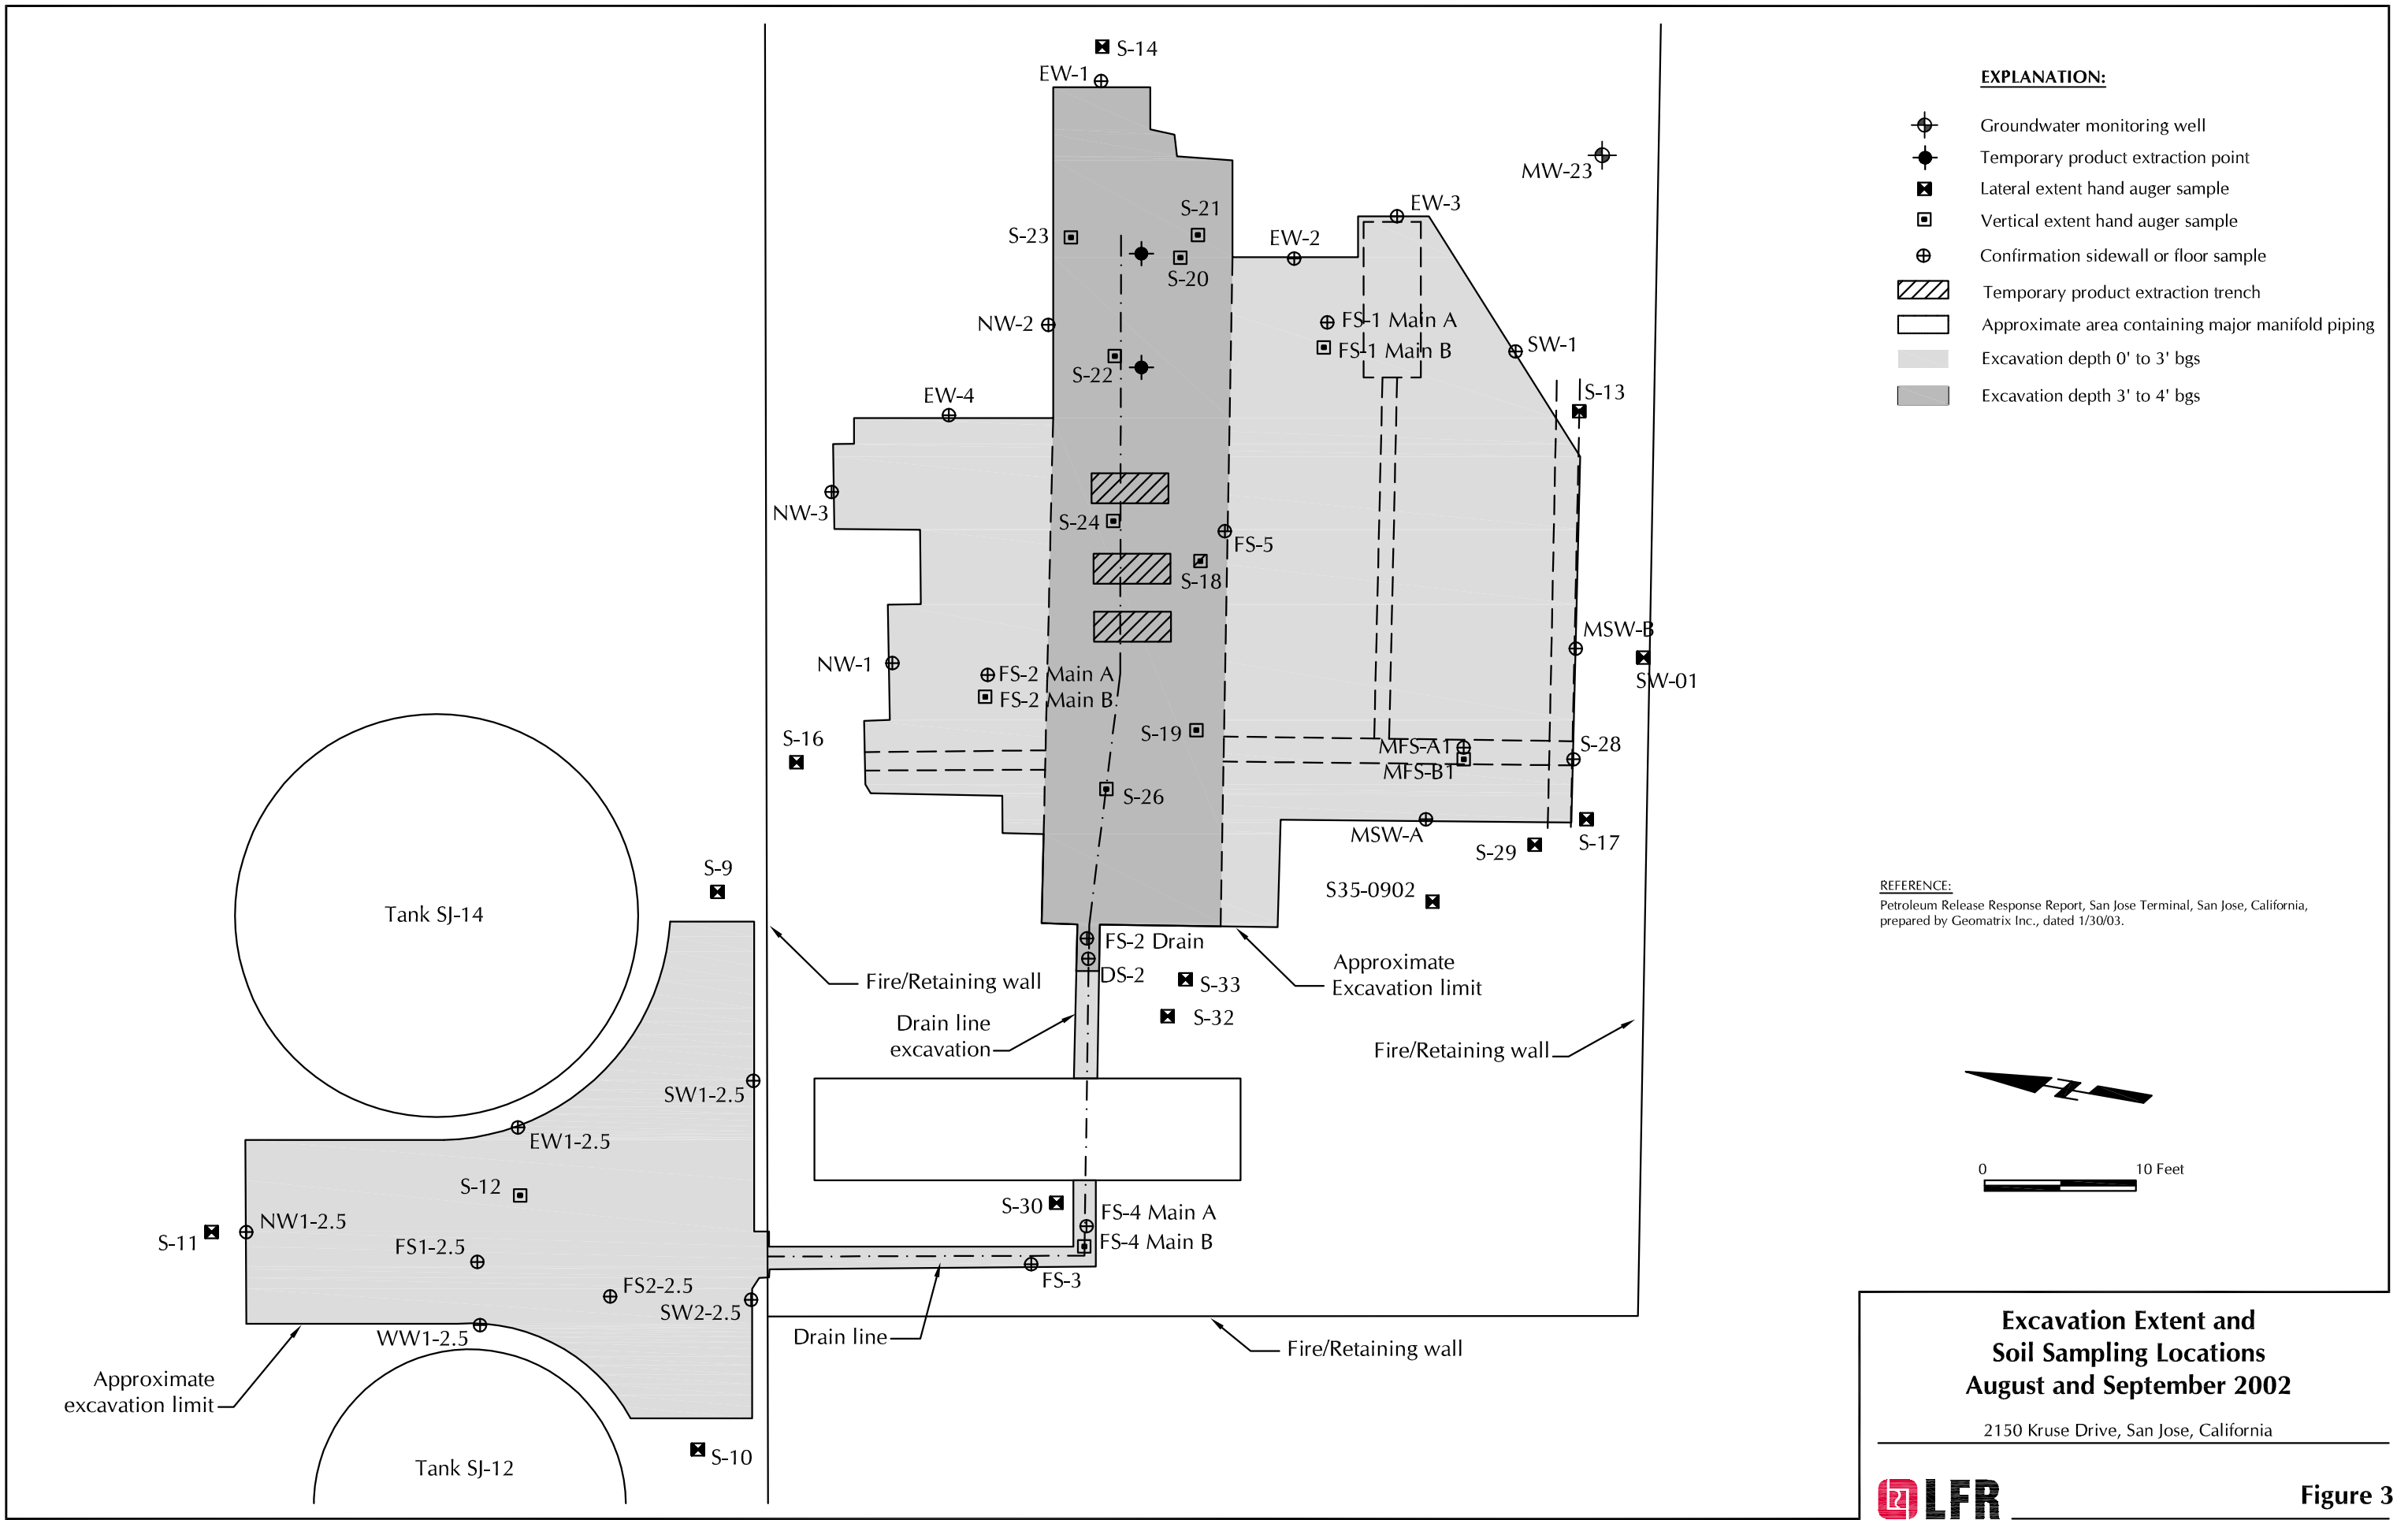 S-14
EW-1
EXPLANATION:
Groundwater monitoring well
Temporary product extraction point
Lateral extent hand auger sample
Vertical extent hand auger sample
Confirmation sidewall or floor sample
Temporary product extraction trench
Approximate area containing major manifold piping
Excavation depth 0' to 3' bgs
Excavation depth 3' to 4' bgs
MW-23
EW-3
S-21
S-23
EW-2
S-20
NW-2
FS-1 Main A
SW-1
FS-1 Main B
S-22
S-13
EW-4
NW-3
S-24
FS-5
S-18
MSW-B
NW-1
FS-2 Main A
SW-01
FS-2 Main B
S-16
S-19
MFS-A1
S-28
MFS-B1
S-26
MSW-A
S-29
S-17
S-9
S35-0902
REFERENCE:
Petroleum Release Response Report, San Jose Terminal, San Jose, California,
prepared by Geomatrix Inc., dated 1/30/03.
Tank SJ-14
FS-2 Drain
DS-2
Approximate
Excavation limit
Fire/Retaining wall
S-33
S-32
Drain line
excavation
Fire/Retaining wall
SW1-2.5
EW1-2.5
0
10 Feet
S-12
S-30
NW1-2.5
FS-4 Main A
S-11
FS1-2.5
FS-4 Main B
FS2-2.5
FS-3
SW2-2.5
WW1-2.5
Drain line
Fire/Retaining wall
Approximate
excavation limit
S-10
Tank SJ-12
Excavation Extent and
Soil Sampling Locations
August and September 2002
2150 Kruse Drive, San Jose, California
LFR
Figure 3